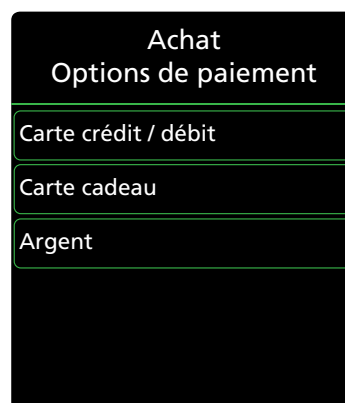 Achat
Options de paiement
Carte crédit / débit
Carte cadeau
Argent